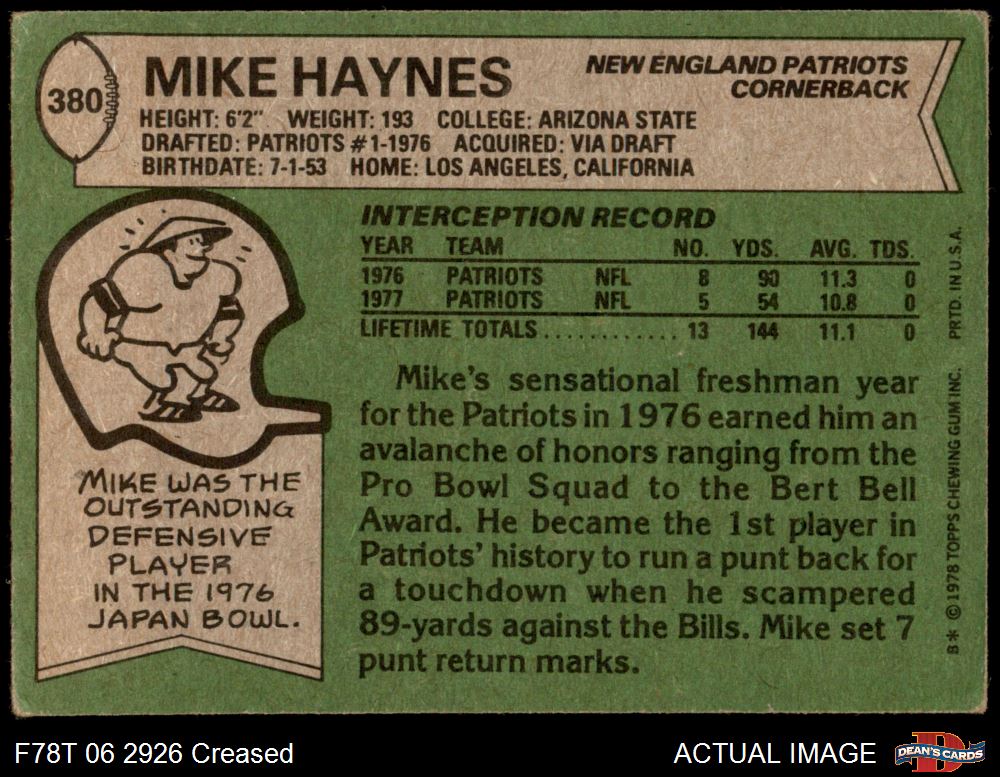 380
MIKE HAYNES
NEW ENGLAND PATRIOTS
CORNERBACK
HEIGHT: 6'2" WEIGHT: 193 COLLEGE: ARIZONA STATE
DRAFTED: PATRIOTS #1-1976 ACQUIRED: VIA DRAFT
BIRTHDATE: 7-1-53 HOME: LOS ANGELES, CALIFORNIA
MIKE WAS THE
OUTSTANDING
DEFENSIVE
PLAYER
IN THE 1976
JAPAN BOWL.
INTERCEPTION RECORD
YEAR TEAM NO. YDS. AVG. TDS.
1976 PATRIOTS NFL 8 90 11.3 0
1977 PATRIOTS NFL 5 54 10.8 0
LIFETIME TOTALS ............ 13 144 11.1 0
Mike's sensational freshman year
for the Patriots in 1976 earned him an
avalanche of honors ranging from the
Pro Bowl Squad to the Bert Bell
Award. He became the 1st player in
Patriots' history to run a punt back for
a touchdown when he scampered
89-yards against the Bills. Mike set 7
punt return marks.
B* ©1978 TOPPS CHEWING GUM INC. PRTD. IN U.S.A.
F78T 06 2926 Creased
ACTUAL IMAGE
DEAN'S CARDS